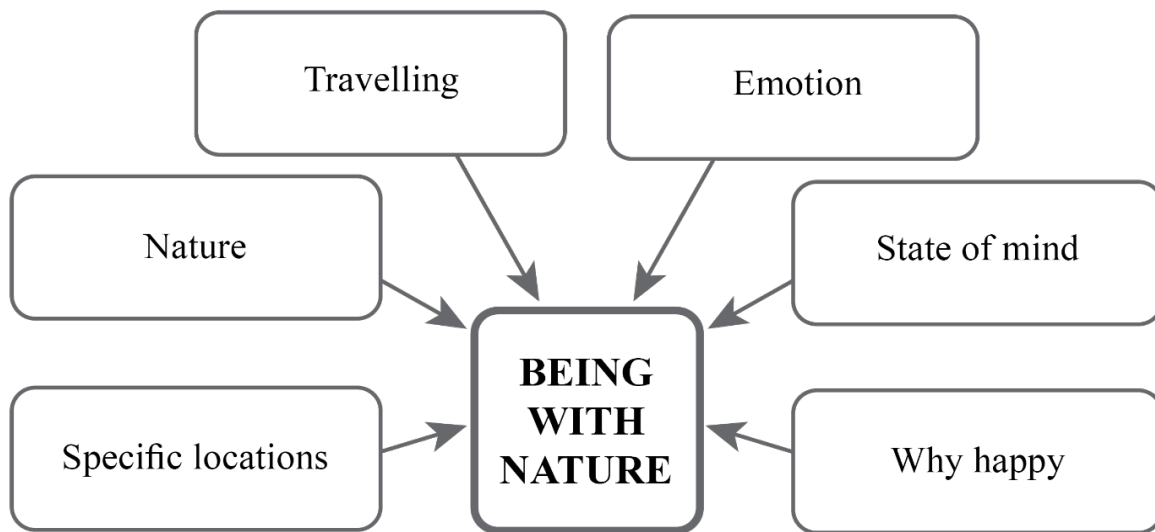 Travelling
Emotion
Nature
State of mind
BEING
WITH
NATURE
Specific locations
Why happy